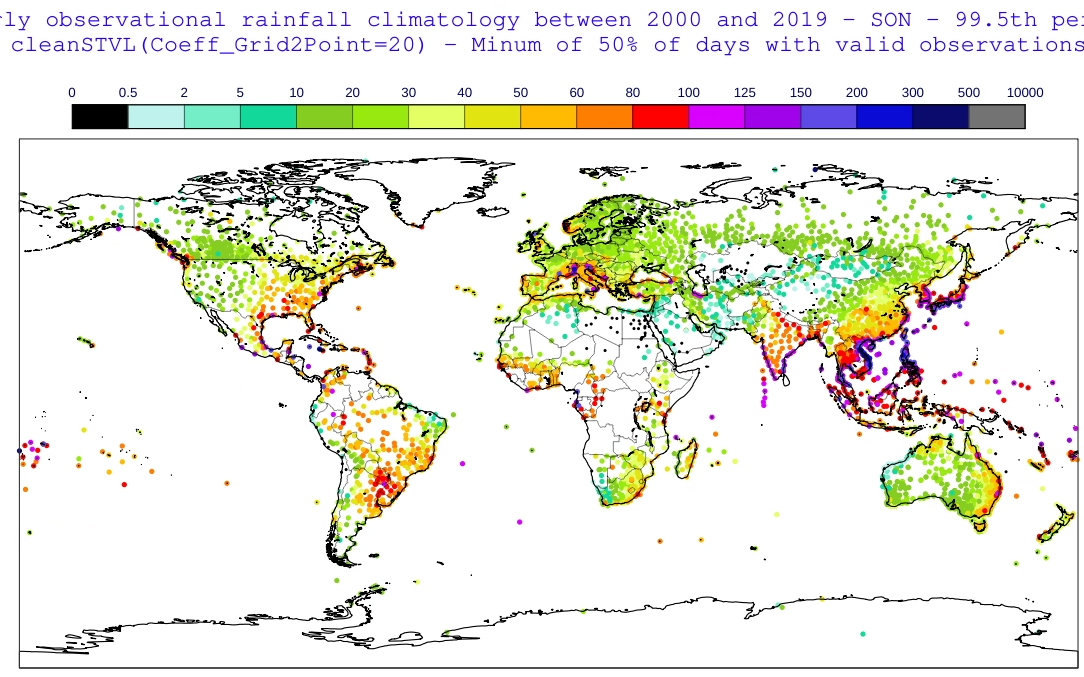 rly observational rainfall climatology between 2000 and 2019 - SON - 99.5th per
cleanSTVL(Coeff_Grid2Point=20) - Minum of 50% of days with valid observations
0 0.5 2 5 10 20 30 40 50 60 80 100 125 150 200 300 500 10000